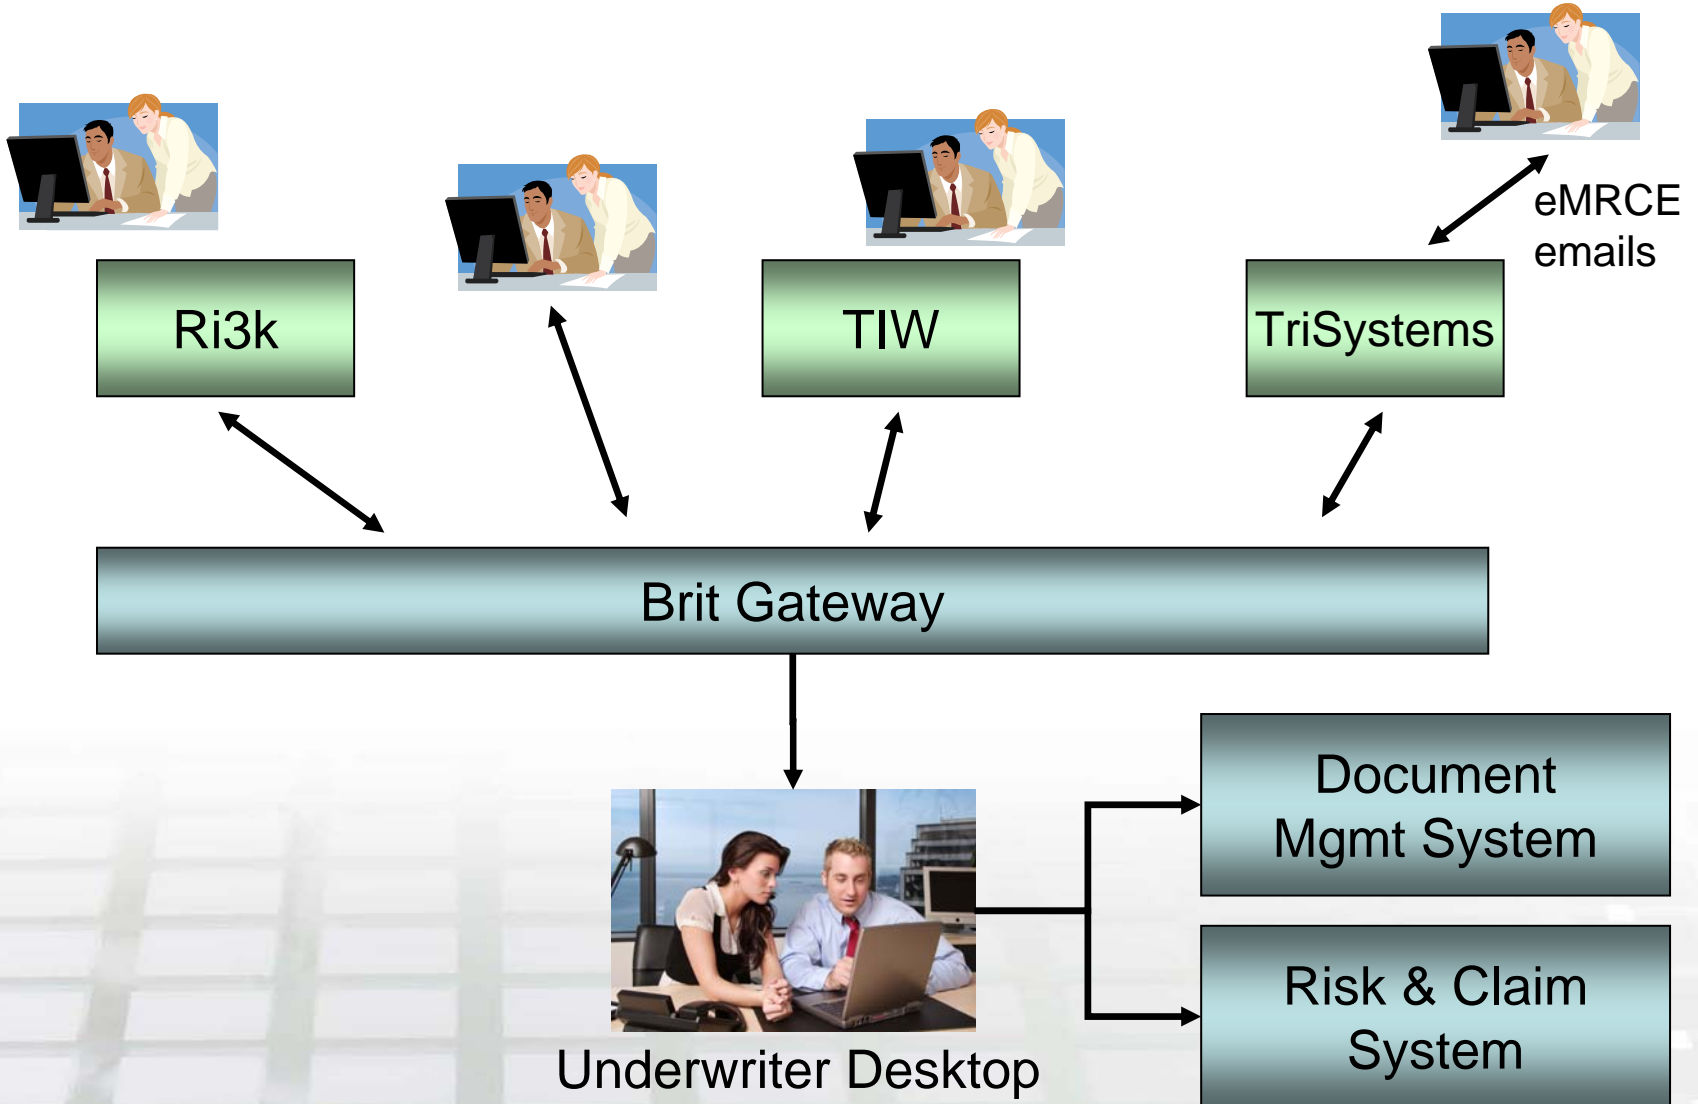 eMRCE
emails
Ri3k
TIW
TriSystems
Brit Gateway
Document
Mgmt System
Risk & Claim
System
Underwriter Desktop